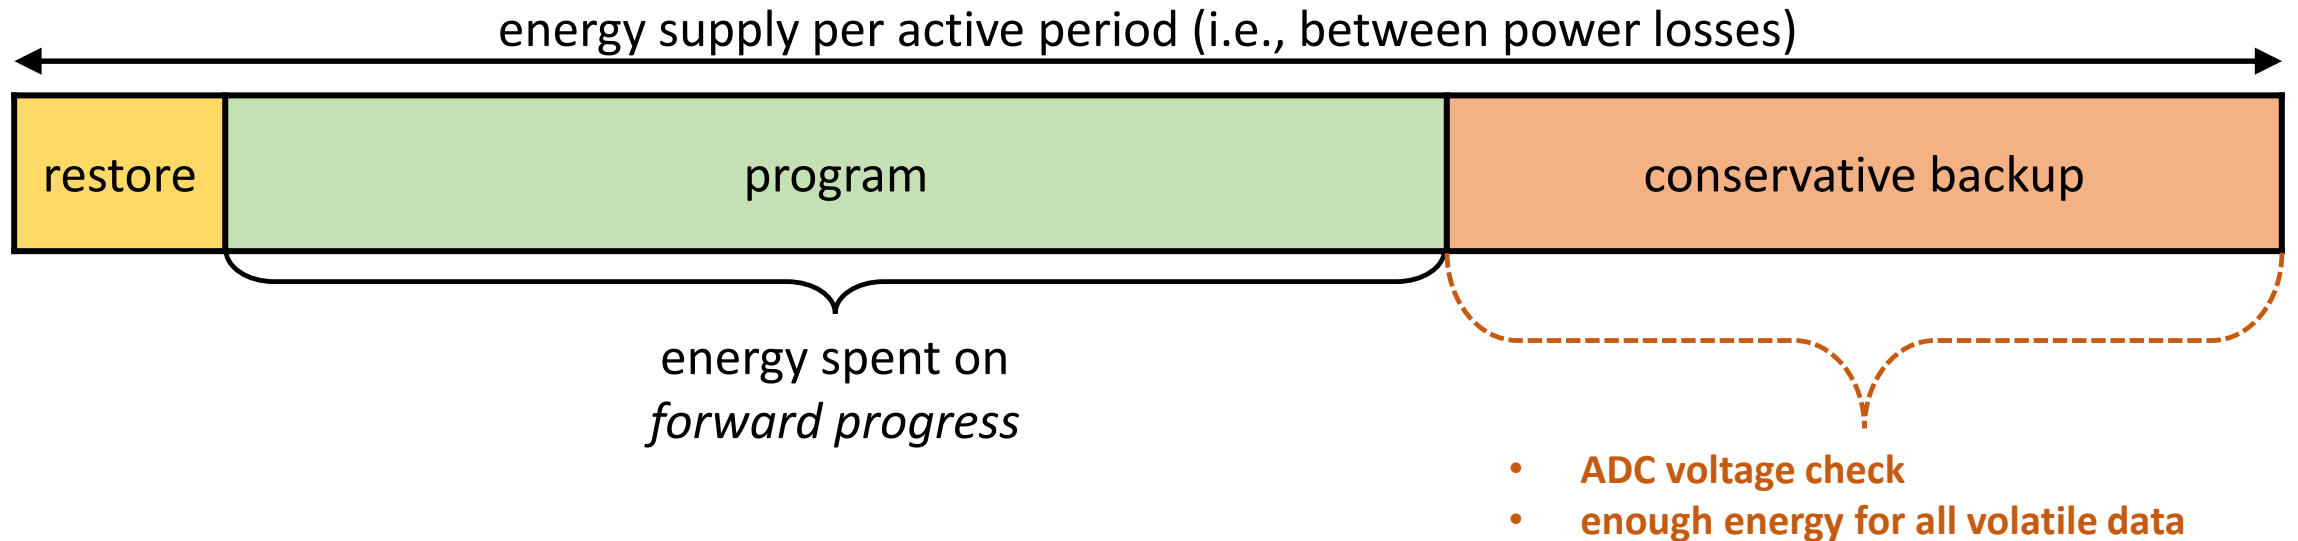 energy supply per active period (i.e., between power losses)
restore
program
conservative backup
energy spent on
forward progress
• ADC voltage check
• enough energy for all volatile data